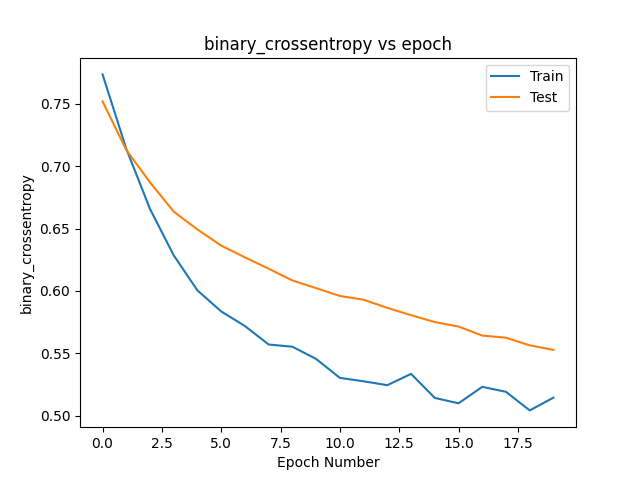 binary_crossentropy vs epoch
Train
Test
binary_crossentropy
0.75
0.70
0.65
0.60
0.55
0.50
0.0 2.5 5.0 7.5 10.0 12.5 15.0 17.5
Epoch Number